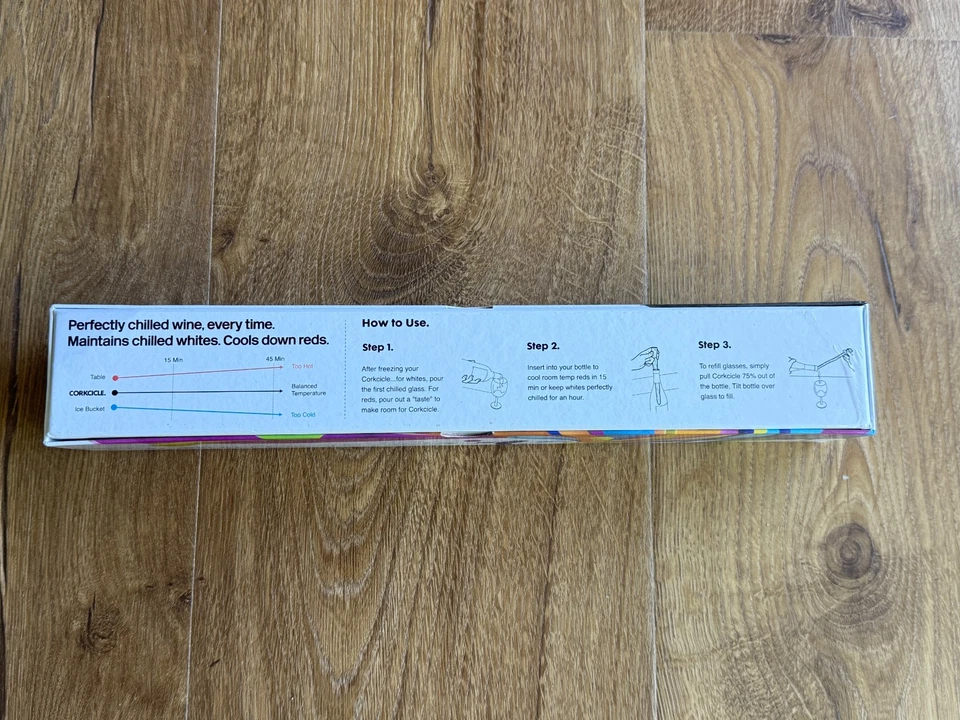 Perfectly chilled wine, every time.
Maintains chilled whites. Cools down reds.
15 Min
45 Min
Table
Too Hot
CORKCICLE.
Balanced
Temperature
Ice Bucket
Too Cold
How to Use.
Step 1.
After freezing your
Corkcicle...for whites, pour
the first chilled glass. For
reds, pour out a "taste" to
make room for Corkcicle.
Step 2.
Insert into your bottle to
cool room temp reds in 15
min or keep whites perfectly
chilled for an hour.
Step 3.
To refill glasses, simply
pull Corkcicle 75% out of
the bottle. Tilt bottle over
glass to fill.